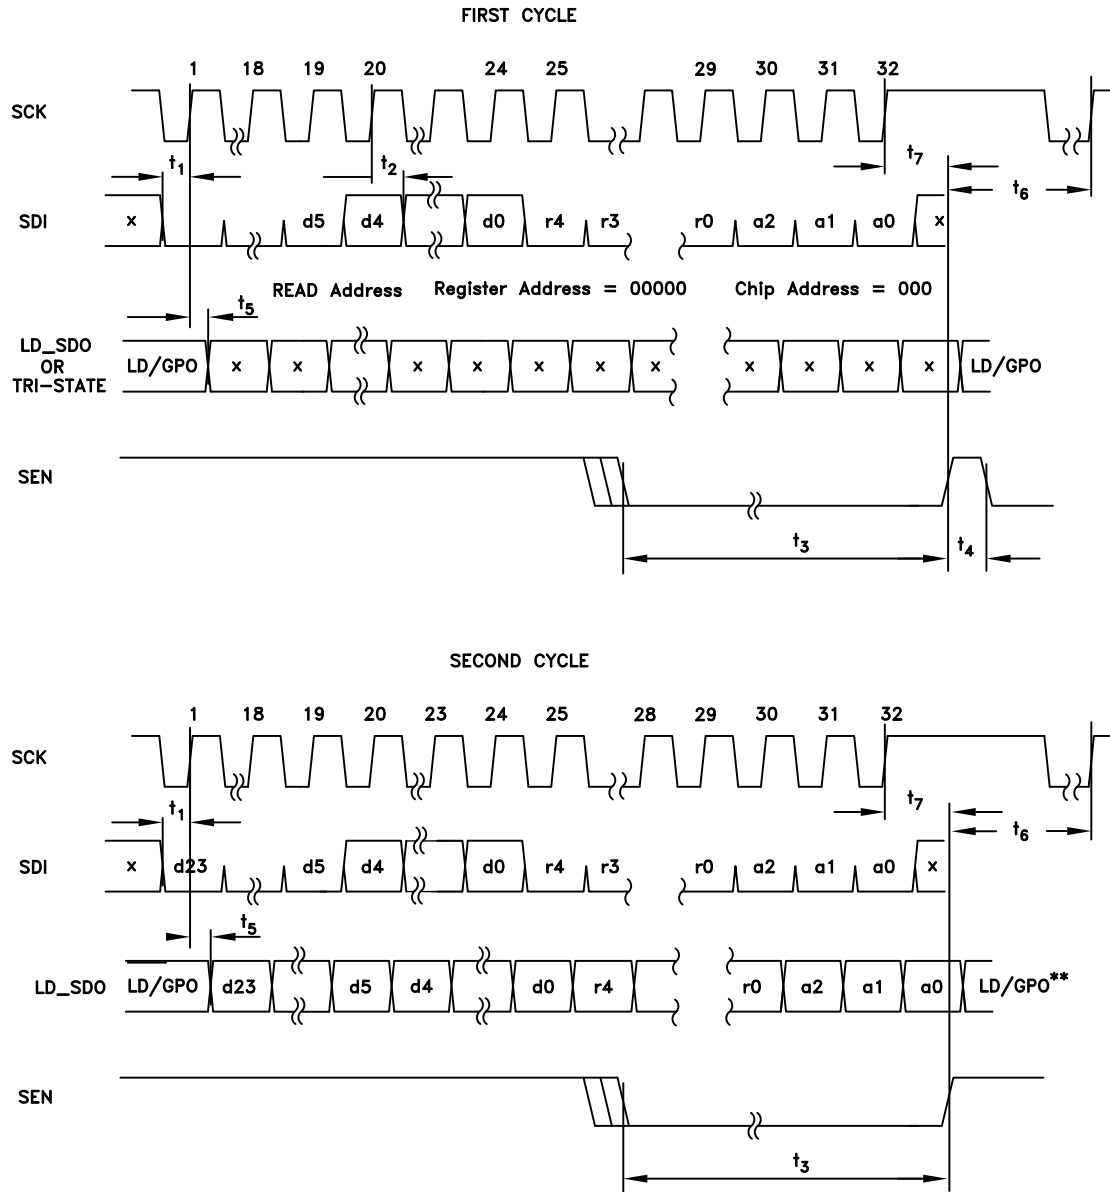 FIRST CYCLE
1 18 19 20 24 25 29 30 31 32
SCK
t1 t2 t7 t6
SDI x d5 d4 d0 r4 r3 r0 a2 a1 a0 x
READ Address Register Address = 00000 Chip Address = 000
t5
LD_SDO
OR
TRI-STATE
LD/GPO x x x x x x x x x x x LD/GPO
SEN
t3 t4
SECOND CYCLE
1 18 19 20 23 24 25 28 29 30 31 32
SCK
t1 t7 t6
SDI x d23 d5 d4 d0 r4 r3 r0 a2 a1 a0 x
t5
LD_SDO LD/GPO d23 d5 d4 d0 r4 r0 a2 a1 a0 LD/GPO**
SEN
t3